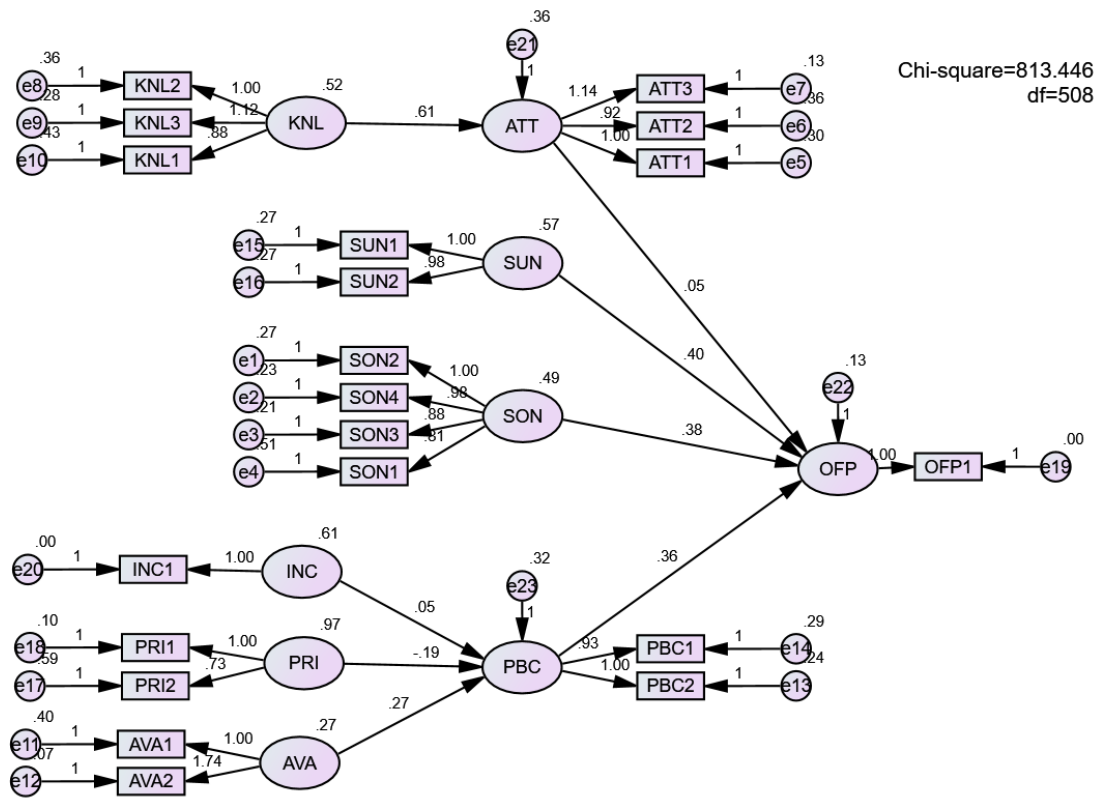 Chi-square=813.446
df=508
.36 e8 1 KNL2 1.00
.28 e9 1 KNL3 1.12
.43 e10 1 KNL1 .88
.52 KNL .61
.36 e21 1 ATT
1.14 ATT3 1 .13 e7
.92 ATT2 1 .36 e6
1.00 ATT1 1 .30 e5
.05
.27 e15 1 SUN1 1.00
.27 e16 1 SUN2 .98
.57 SUN .40
.27 e1 1 SON2 1.00
.23 e2 1 SON4 .98
.21 e3 1 SON3 .88
.51 e4 1 SON1 .81
.49 SON .38
.13 e22 1 OFP
1.00 OFP1 1 .00 e19
.00 e20 1 INC1 1.00
.61 INC .05
.10 e18 1 PRI1 1.00
.59 e17 1 PRI2 .73
.97 PRI -.19
.32 e23 1 PBC .36
.93 PBC1 1 .29 e14
1.00 PBC2 1 .24 e13
.40 e11 1 AVA1 1.00
.07 e12 1 AVA2 1.74
.27 AVA .27